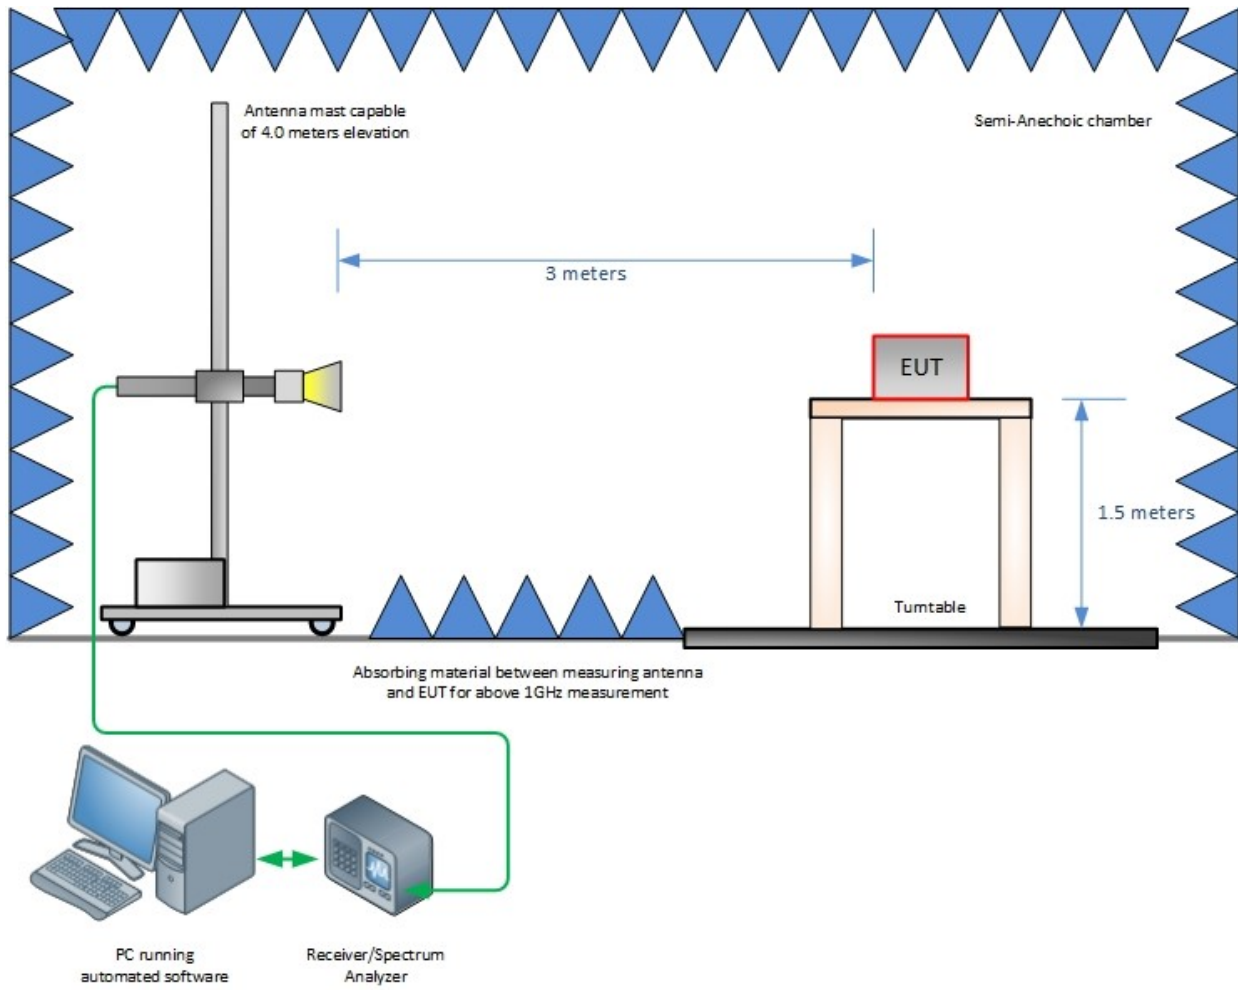 Antenna mast capable
of 4.0 meters elevation
Semi-Anechoic chamber
3 meters
EUT
1.5 meters
Turntable
Absorbing material between measuring antenna
and EUT for above 1GHz measurement
PC running
automated software
Receiver/Spectrum
Analyzer